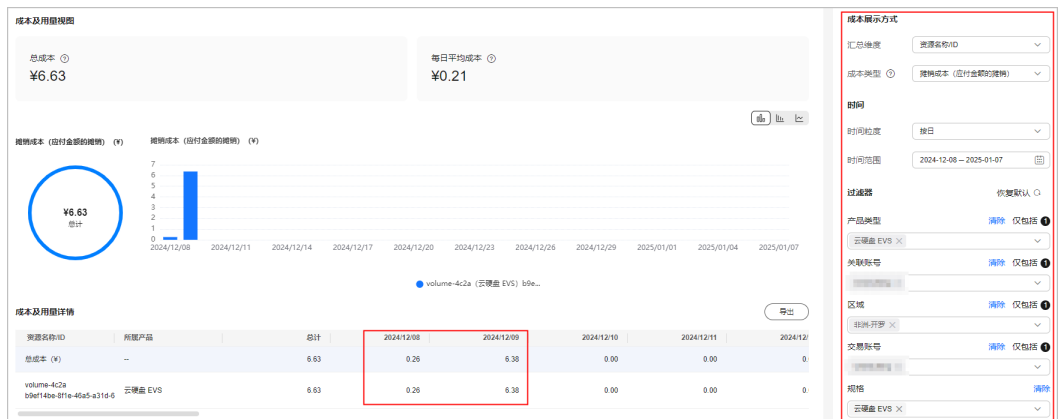 成本及用量视图
总成本
¥6.63
每日平均成本
¥0.21
摊销成本（应付金额的摊销）（¥）
¥6.63
总计
摊销成本（应付金额的摊销）（¥）
7
6
5
4
3
2
1
0
2024/12/08 2024/12/11 2024/12/14 2024/12/17 2024/12/20 2024/12/23 2024/12/26 2024/12/29 2025/01/01 2025/01/04 2025/01/07
volume-4c2a（云硬盘 EVS）b9e...
成本及用量详情
导出
资源名称/ID 所属产品 总计 2024/12/08 2024/12/09 2024/12/10 2024/12/11 2024/12/
总成本（¥） -- 6.63 0.26 6.38 0.00 0.00 0.
volume-4c2a
b9ef14be-8f1e-46a5-a31d-6 云硬盘 EVS 6.63 0.26 6.38 0.00 0.00 0.
成本展示方式
汇总维度 资源名称/ID
成本类型 摊销成本（应付金额的摊销）
时间
时间粒度 按日
时间范围 2024-12-08 – 2025-01-07
过滤器 恢复默认
产品类型 清除 仅包括 1
云硬盘 EVS ×
关联账号 清除 仅包括 1
区域 清除 仅包括 1
非洲-开罗 ×
交易账号 清除 仅包括 1
规格 清除
云硬盘 EVS ×